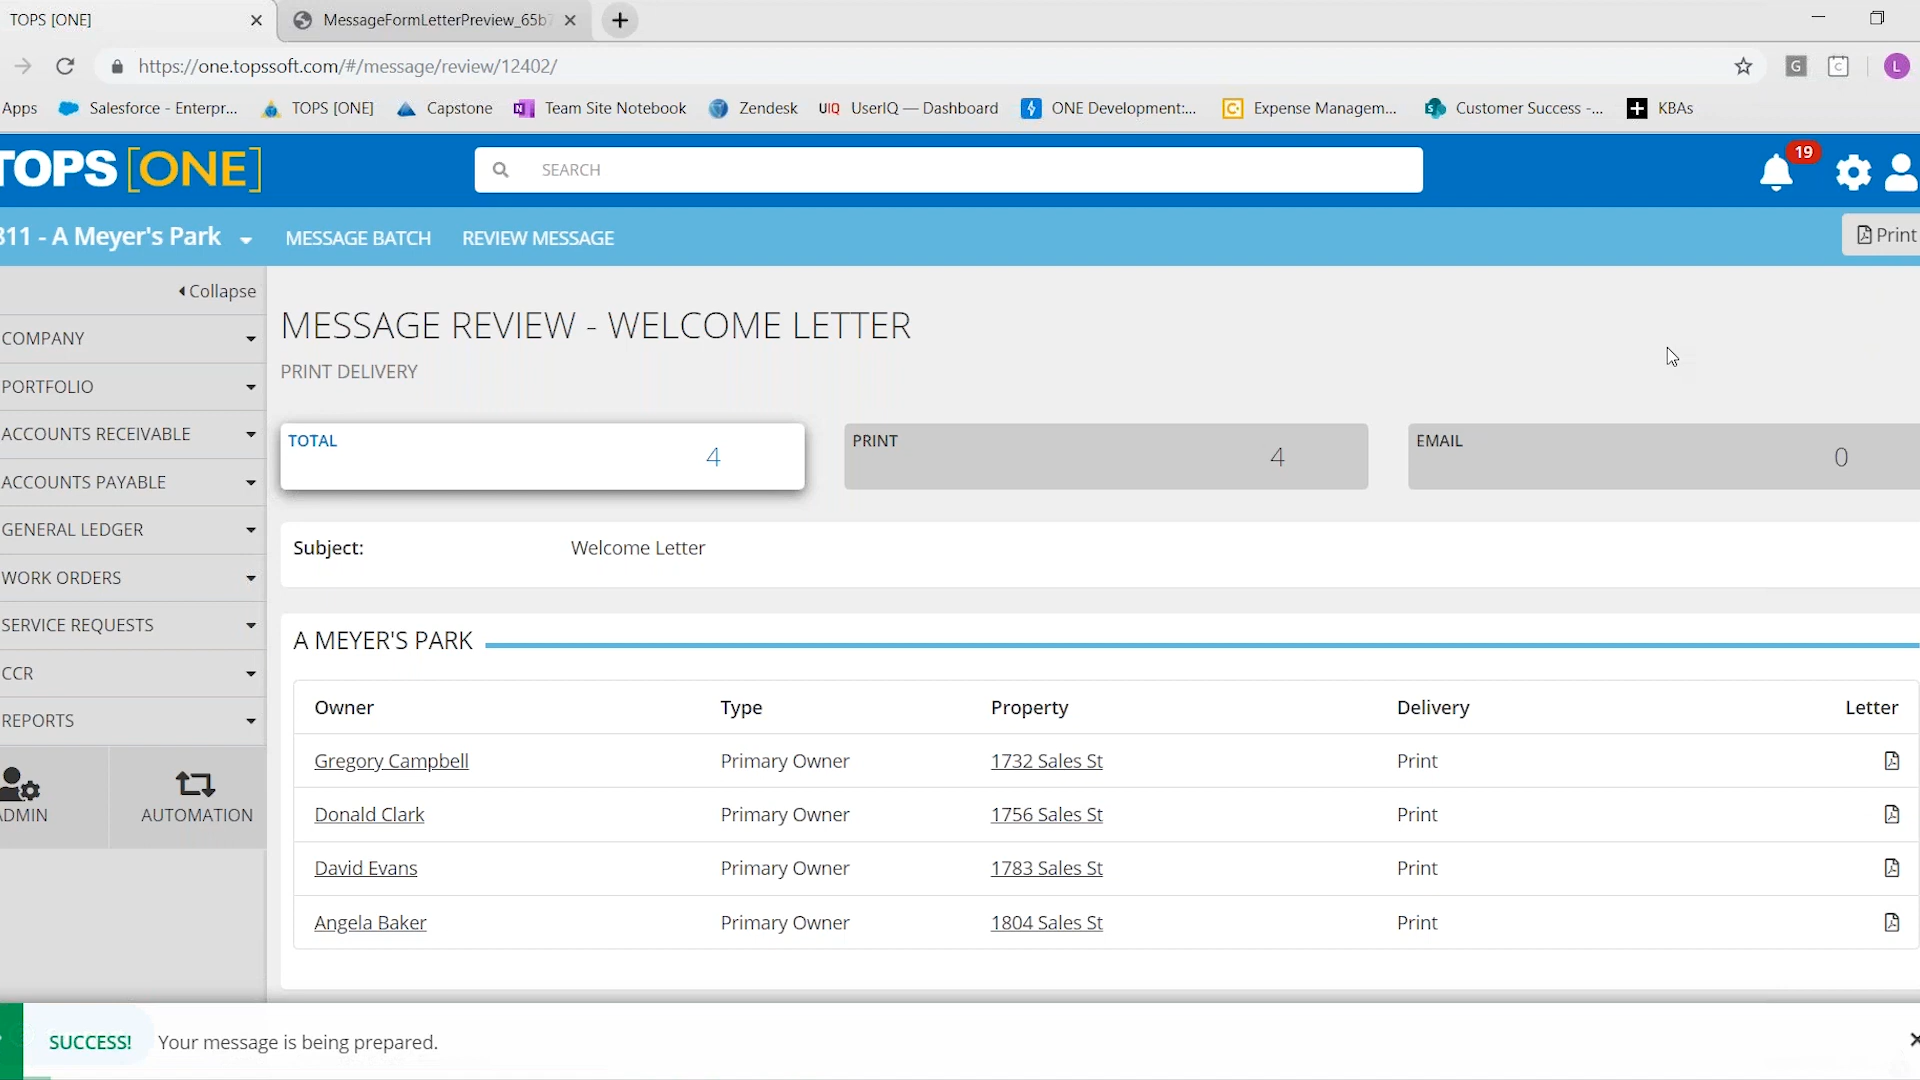 TOPS [ONE]
MessageFormLetterPreview_65b7
https://one.topssoft.com/#/message/review/12402/
G
C
L
Apps Salesforce - Enterpr... TOPS [ONE] Capstone Team Site Notebook Zendesk UIQ UserIQ — Dashboard ONE Development:... Expense Managem... Customer Success -... KBAs
TOPS [ONE]
SEARCH
19
811 - A Meyer's Park
MESSAGE BATCH REVIEW MESSAGE
Print
Collapse
COMPANY
PORTFOLIO
ACCOUNTS RECEIVABLE
ACCOUNTS PAYABLE
GENERAL LEDGER
WORK ORDERS
SERVICE REQUESTS
CCR
REPORTS
ADMIN
AUTOMATION
MESSAGE REVIEW - WELCOME LETTER
PRINT DELIVERY
TOTAL 4
PRINT 4
EMAIL 0
Subject: Welcome Letter
A MEYER'S PARK
Owner Type Property Delivery Letter
Gregory Campbell Primary Owner 1732 Sales St Print
Donald Clark Primary Owner 1756 Sales St Print
David Evans Primary Owner 1783 Sales St Print
Angela Baker Primary Owner 1804 Sales St Print
SUCCESS! Your message is being prepared.